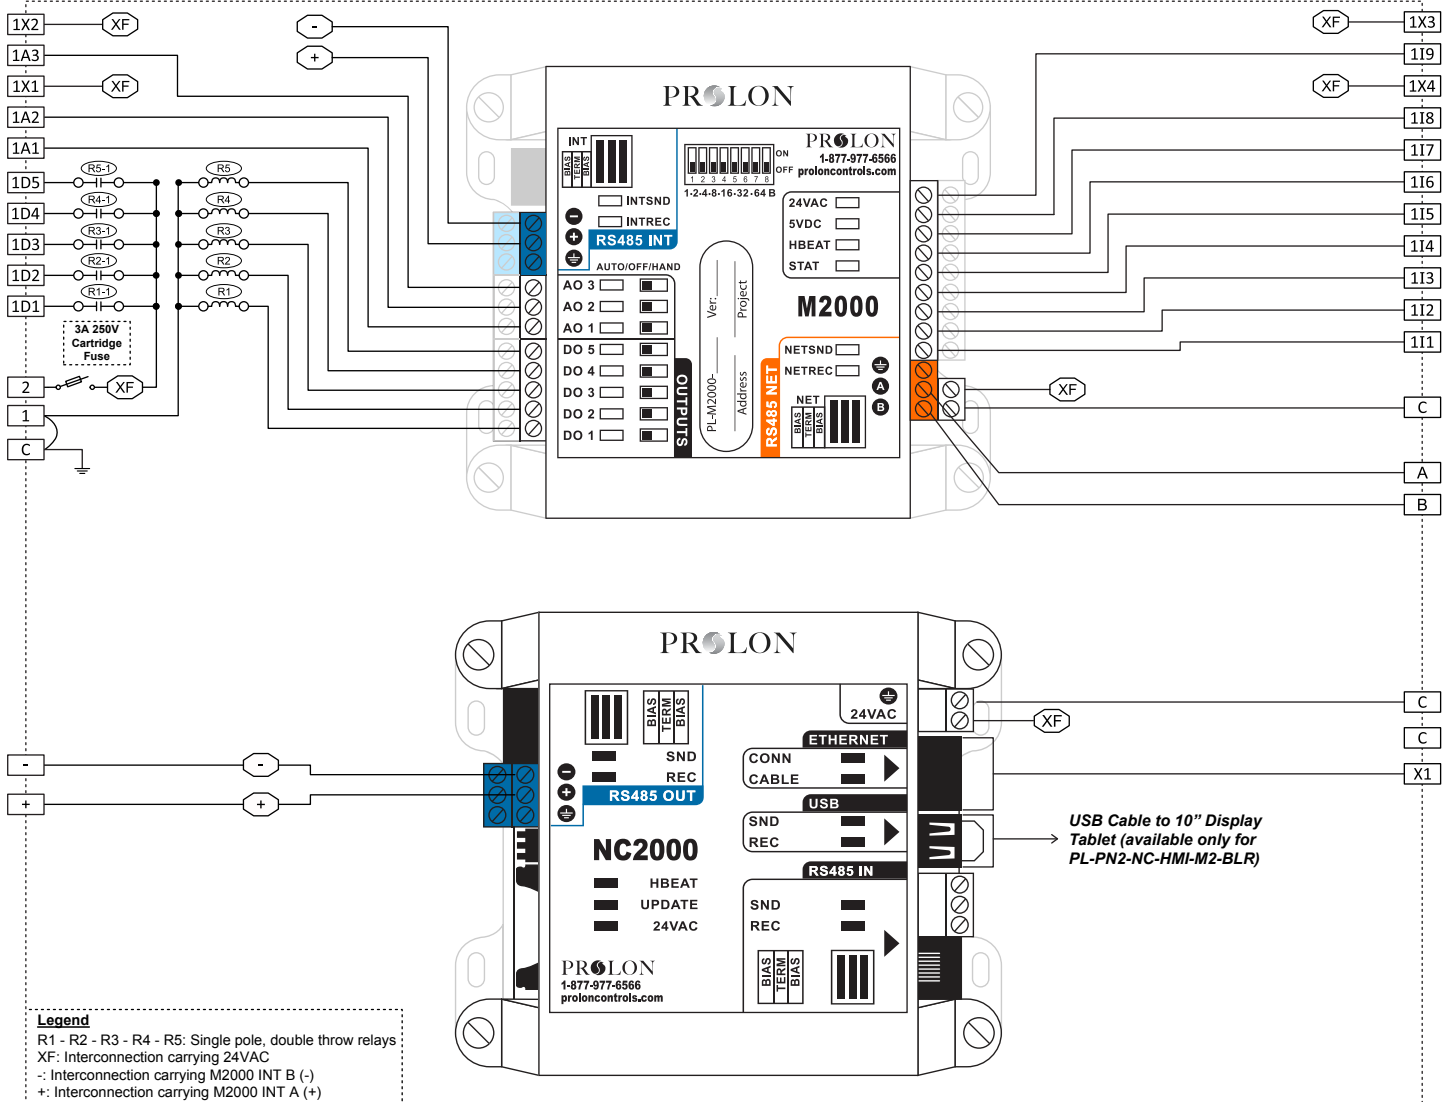 1X2 XF - XF 1X3
1A3 + 1I9
1X1 XF XF 1X4
1A2 1I8
1A1 1I7
1D5 R5-1 R5 1I6
1D4 R4-1 R4 1I5
1D3 R3-1 R3 1I4
1D2 R2-1 R2 1I3
1D1 R1-1 R1 1I2
1I1
3A 250V
Cartridge
Fuse
2 XF
1
C
PROLON
INT
BIAS
TERM
BIAS
INTSND
INTREC
RS485 INT
- +
ON
OFF
1 2 3 4 5 6 7 8
1-2-4-8-16-32-64 B
PROLON
1-877-977-6566
proloncontrols.com
24VAC
5VDC
HBEAT
STAT
M2000
AUTO/OFF/HAND
AO 3
AO 2
AO 1
DO 5
DO 4
DO 3
DO 2
DO 1
OUTPUTS
Ver:
Project
PL-M2000-
Address
NETSND
NETREC
RS485 NET
NET
BIAS
TERM
BIAS
A
B
XF
C
A
B
PROLON
BIAS
TERM
BIAS
SND
REC
RS485 OUT
- +
- -
+ +
NC2000
HBEAT
UPDATE
24VAC
PROLON
1-877-977-6566
proloncontrols.com
24VAC
ETHERNET
CONN
CABLE
USB
SND
REC
RS485 IN
SND
REC
BIAS
TERM
BIAS
C
XF
C
X1
USB Cable to 10” Display
Tablet (available only for
PL-PN2-NC-HMI-M2-BLR)
Legend
R1 - R2 - R3 - R4 - R5: Single pole, double throw relays
XF: Interconnection carrying 24VAC
-: Interconnection carrying M2000 INT B (-)
+: Interconnection carrying M2000 INT A (+)